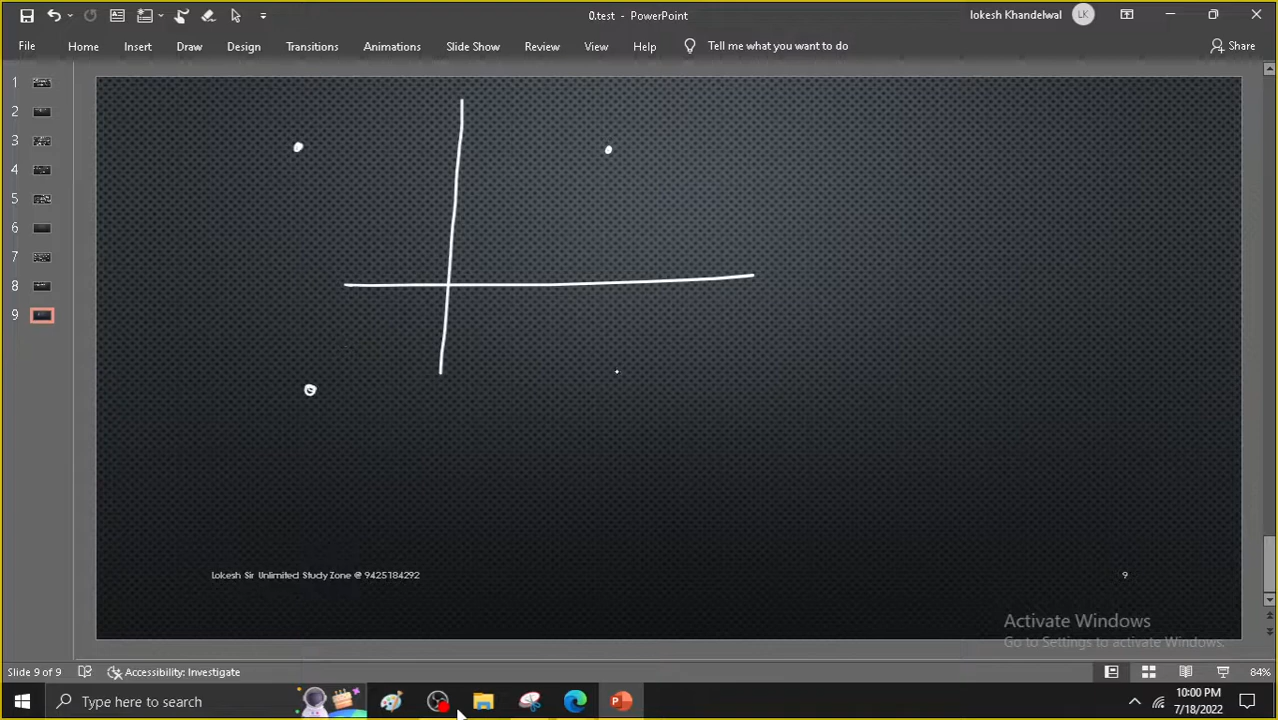 0.test - PowerPoint
lokesh Khandelwal
LK
File
Home
Insert
Draw
Design
Transitions
Animations
Slide Show
Review
View
Help
Tell me what you want to do
Share
1
2
3
4
5
6
7
8
9
Lokesh Sir Unlimited Study Zone @ 9425184292
9
Activate Windows
Go to Settings to activate Windows.
Slide 9 of 9
Accessibility: Investigate
84%
Type here to search
10:00 PM
7/18/2022